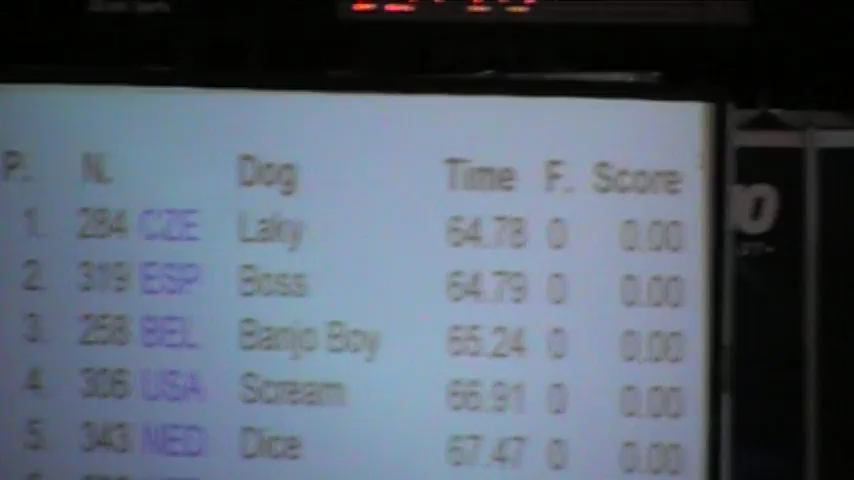 P. N. Dog Time F. Score
1. 284 CZE Laky 64.78 0 0.00
2. 319 ESP Boss 64.79 0 0.00
3. 258 BEL Banjo Boy 65.24 0 0.00
4. 306 USA Scream 66.91 0 0.00
5. 343 NED Dice 67.47 0 0.00